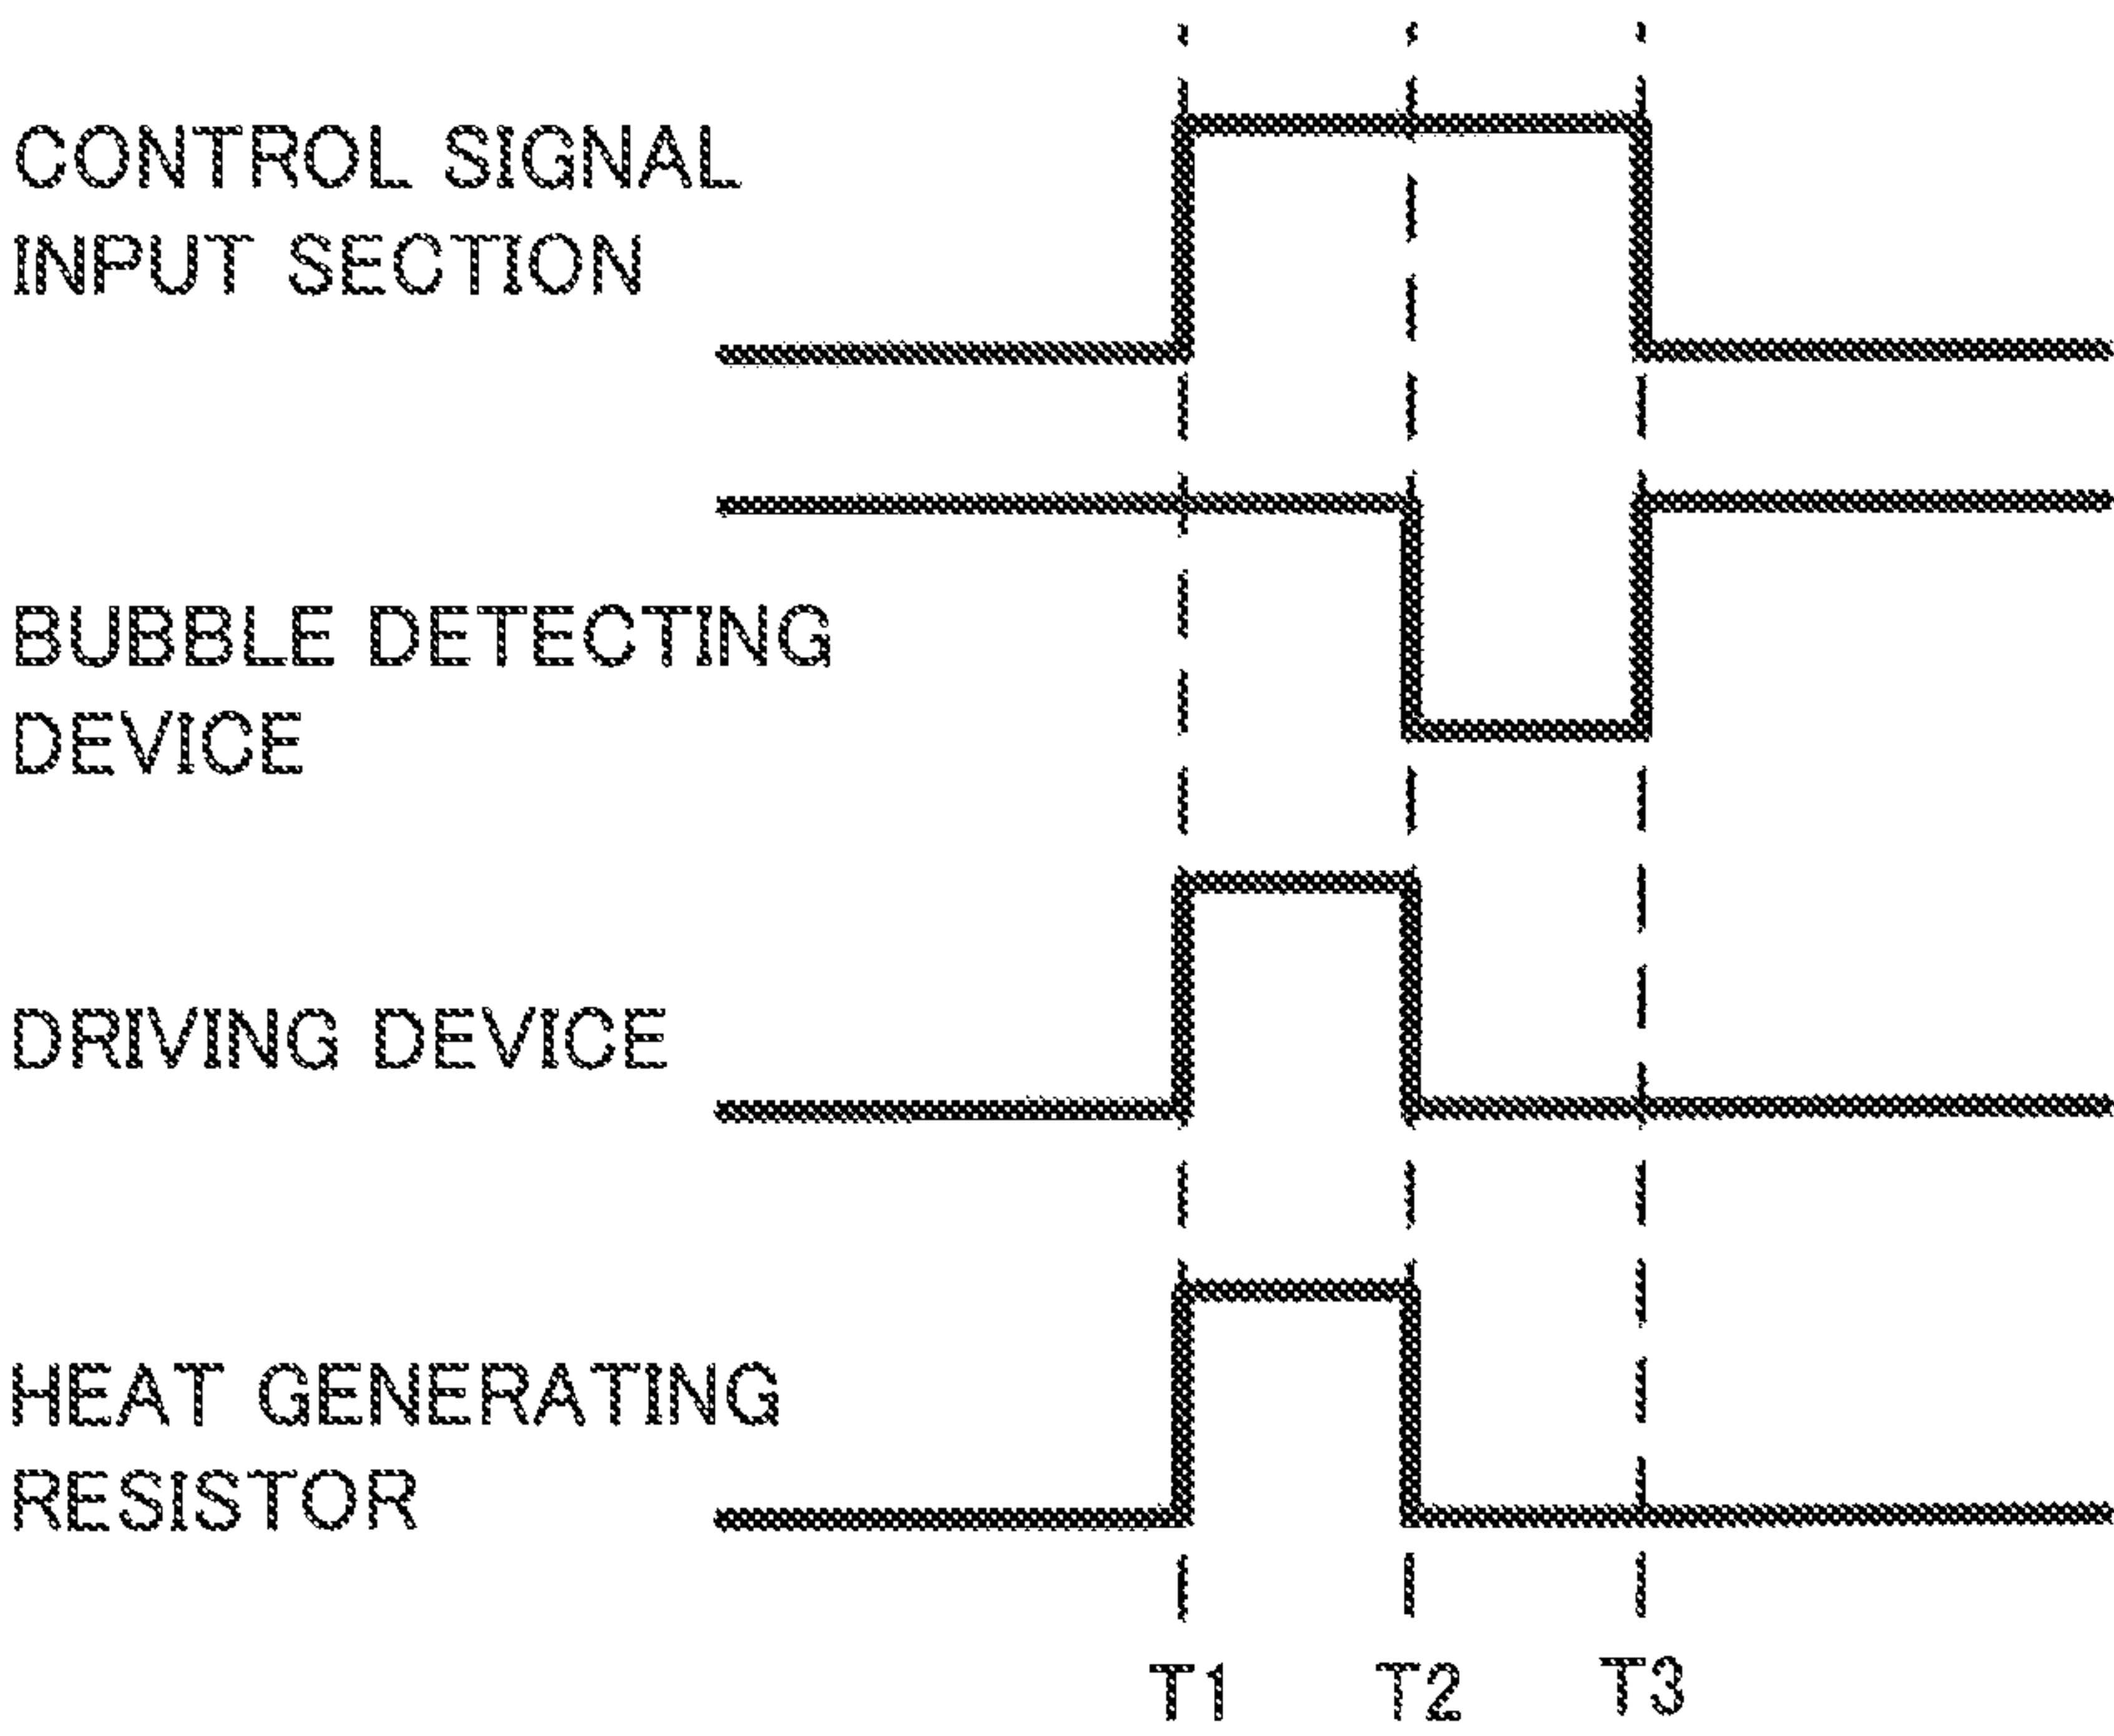 CONTROL SIGNAL
INPUT SECTION
BUBBLE DETECTING
DEVICE
DRIVING DEVICE
HEAT GENERATING
RESISTOR
T1 T2 T3